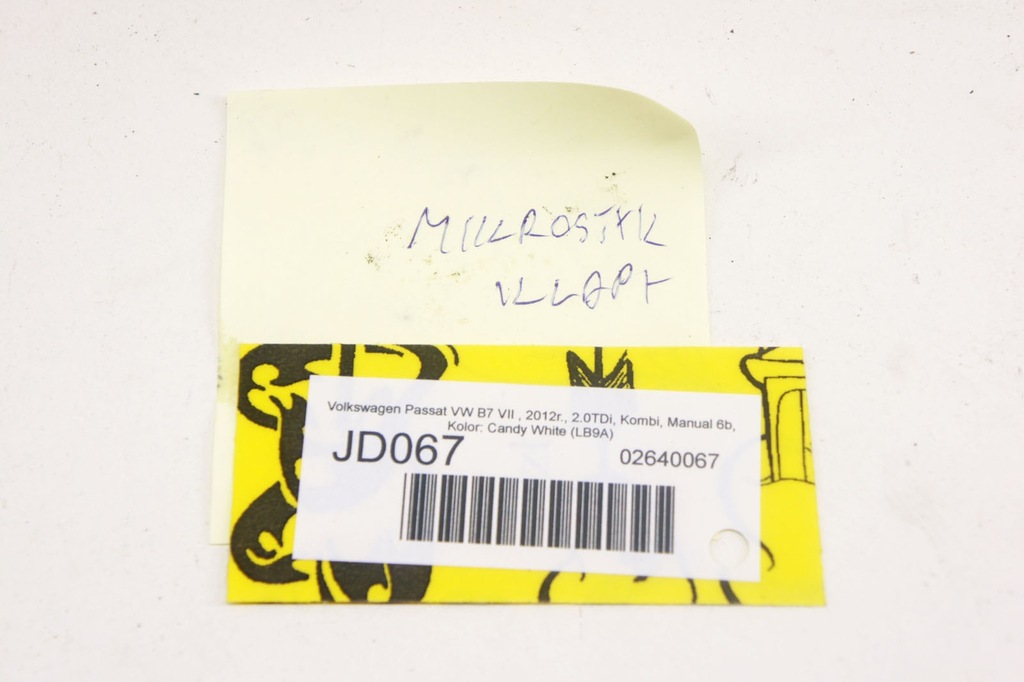 MIKROSTYK
KLAPY
Volkswagen Passat VW B7 VII , 2012r., 2.0TDi, Kombi, Manual 6b,
Kolor: Candy White (LB9A)
JD067
02640067